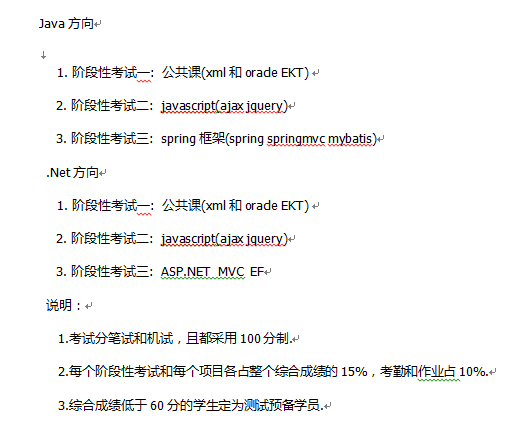 Java 方向
1. 阶段性考试一: 公共课(xml 和 oracle EKT)
2. 阶段性考试二: javascript(ajax jquery)
3. 阶段性考试三: spring 框架(spring springmvc mybatis)
.Net 方向
1. 阶段性考试一: 公共课(xml 和 oracle EKT)
2. 阶段性考试二: javascript(ajax jquery)
3. 阶段性考试三: ASP.NET MVC EF
说明：
1.考试分笔试和机试，且都采用 100 分制.
2.每个阶段性考试和每个项目各占整个综合成绩的 15%，考勤和作业占 10%.
3.综合成绩低于 60 分的学生定为测试预备学员.